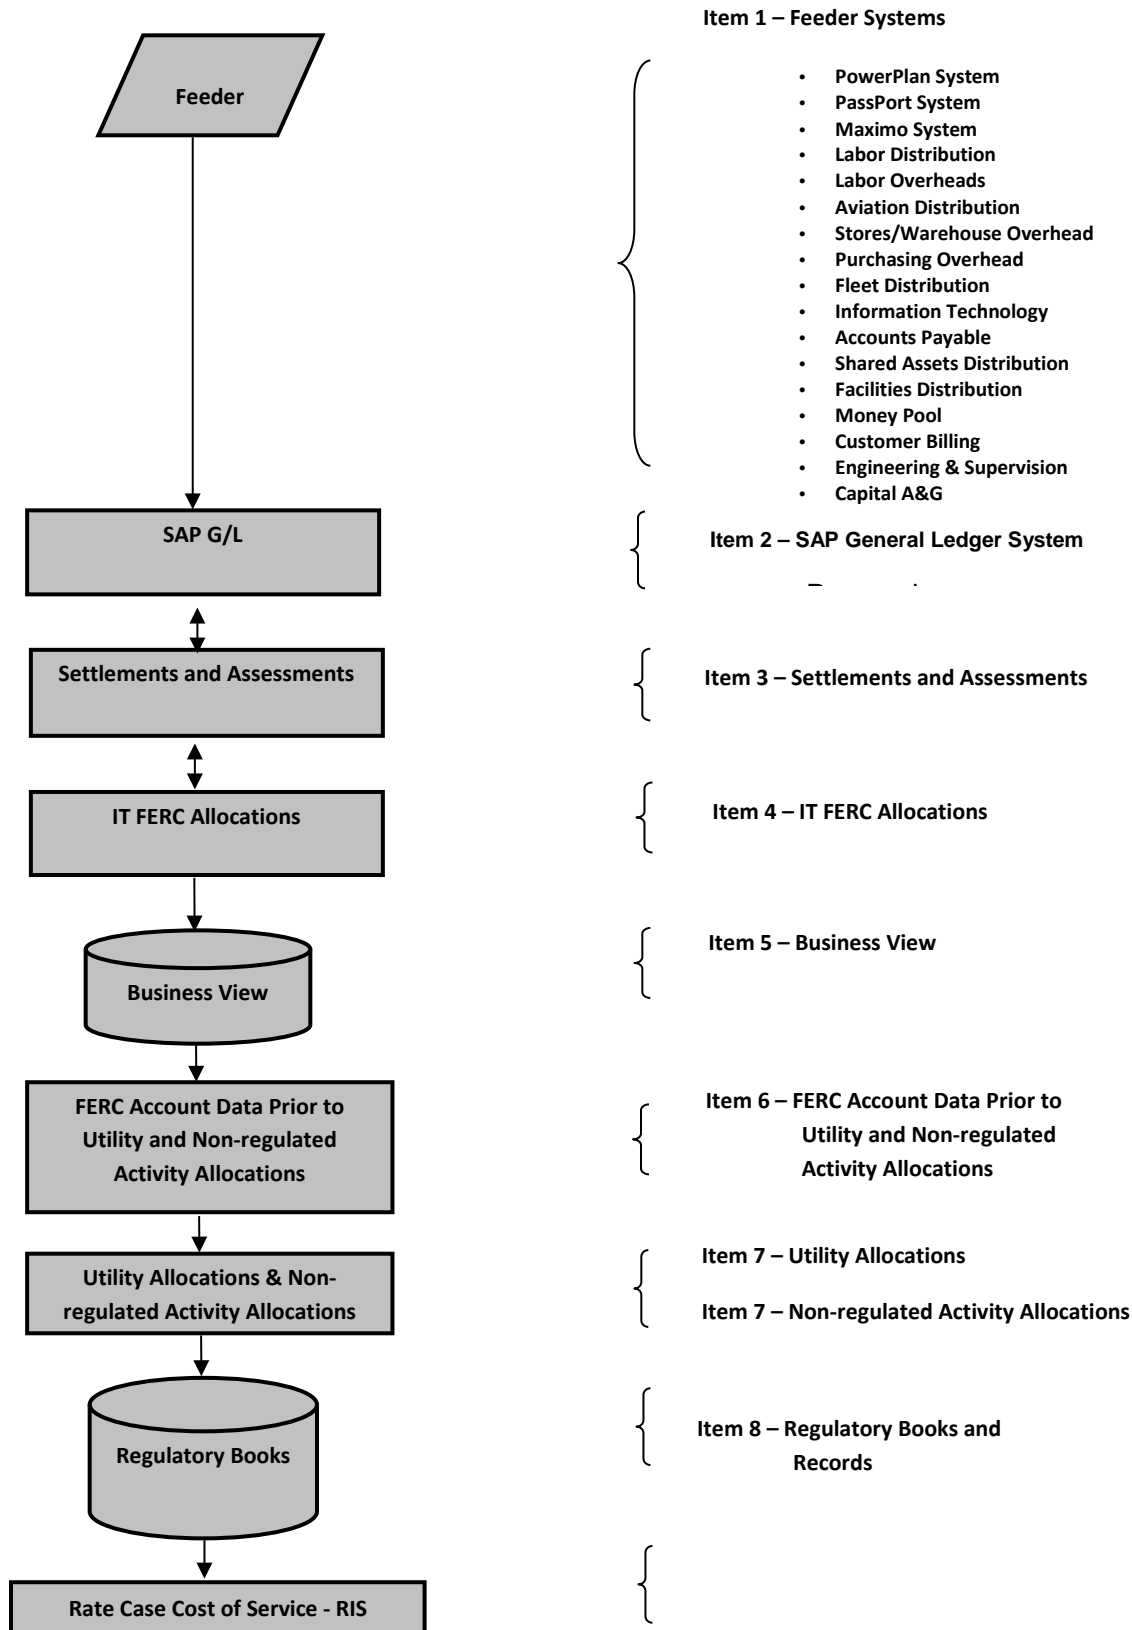 Item 1 – Feeder Systems
Feeder
• PowerPlan System
• PassPort System
• Maximo System
• Labor Distribution
• Labor Overheads
• Aviation Distribution
• Stores/Warehouse Overhead
• Purchasing Overhead
• Fleet Distribution
• Information Technology
• Accounts Payable
• Shared Assets Distribution
• Facilities Distribution
• Money Pool
• Customer Billing
• Engineering & Supervision
• Capital A&G
SAP G/L
Item 2 – SAP General Ledger System
Settlements and Assessments
Item 3 – Settlements and Assessments
IT FERC Allocations
Item 4 – IT FERC Allocations
Business View
Item 5 – Business View
FERC Account Data Prior to
Utility and Non-regulated
Activity Allocations
Item 6 – FERC Account Data Prior to
Utility and Non-regulated
Activity Allocations
Utility Allocations & Non-
regulated Activity Allocations
Item 7 – Utility Allocations
Item 7 – Non-regulated Activity Allocations
Regulatory Books
Item 8 – Regulatory Books and
Records
Rate Case Cost of Service - RIS